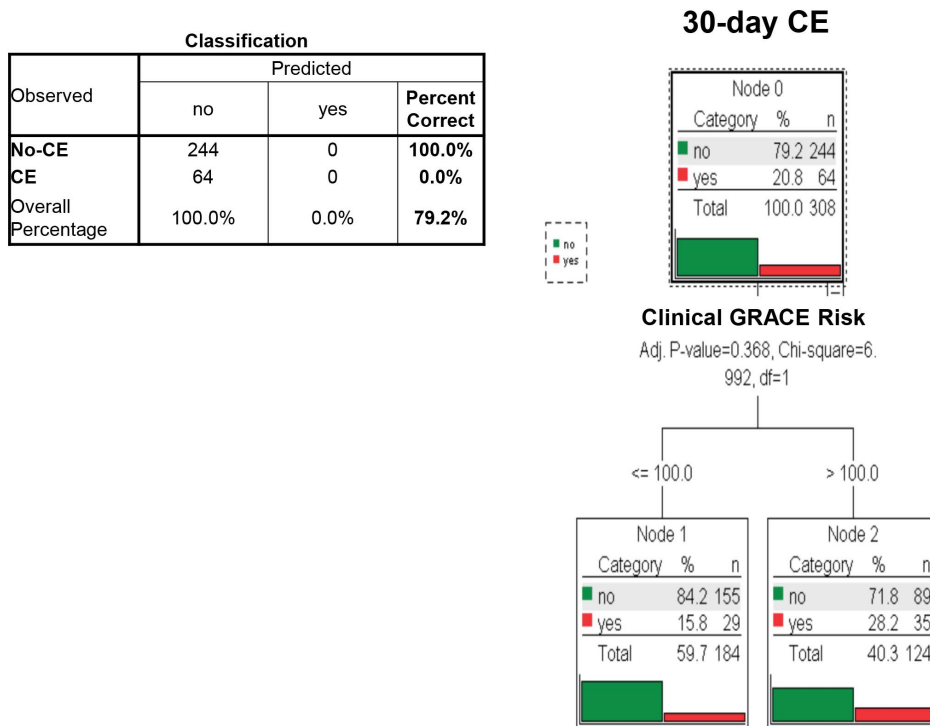 30-day CE
Classification
Predicted
Observed
no yes Percent Correct
No-CE 244 0 100.0%
CE 64 0 0.0%
Overall Percentage 100.0% 0.0% 79.2%
no
yes
Node 0
Category % n
no 79.2 244
yes 20.8 64
Total 100.0 308
Clinical GRACE Risk
Adj. P-value=0.368, Chi-square=6.
992, df=1
<= 100.0
> 100.0
Node 1
Category % n
no 84.2 155
yes 15.8 29
Total 59.7 184
Node 2
Category % n
no 71.8 89
yes 28.2 35
Total 40.3 124